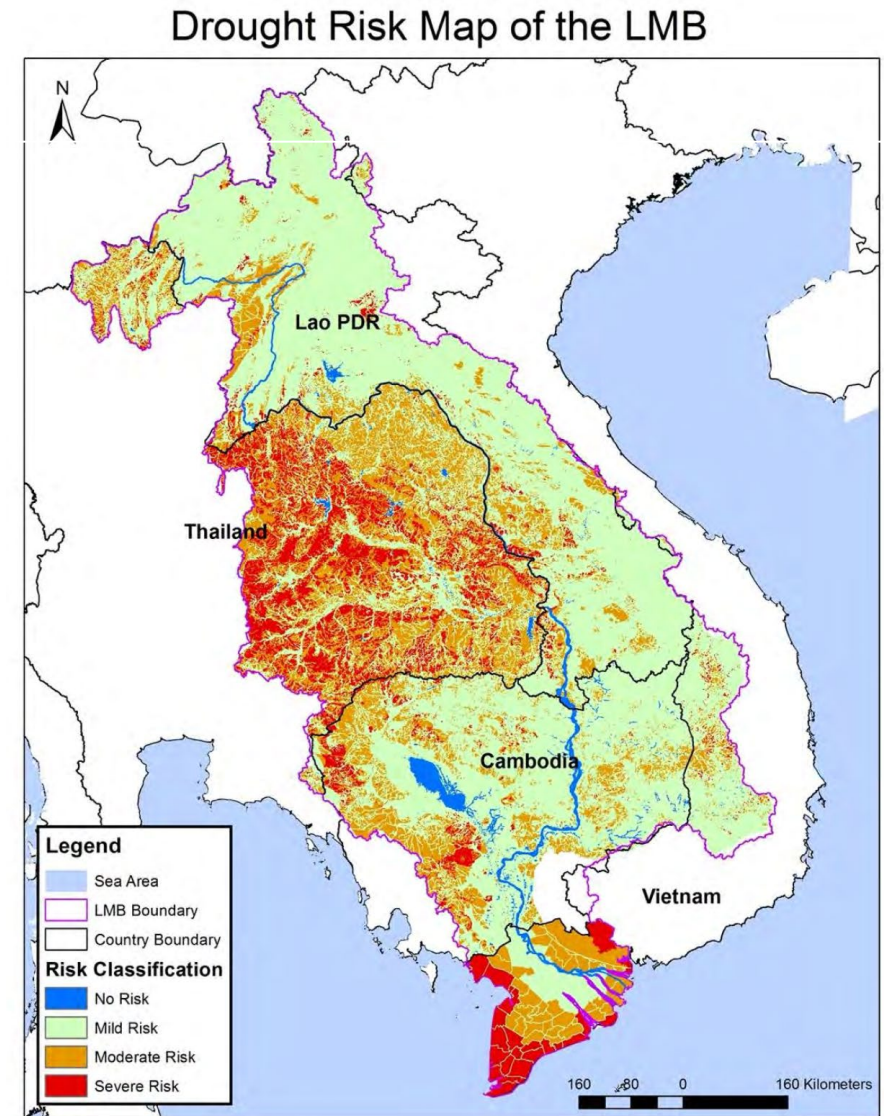 Drought Risk Map of the LMB
N
Lao PDR
Thailand
Cambodia
Vietnam
Legend
Sea Area
LMB Boundary
Country Boundary
Risk Classification
No Risk
Mild Risk
Moderate Risk
Severe Risk
160 80 0 160 Kilometers